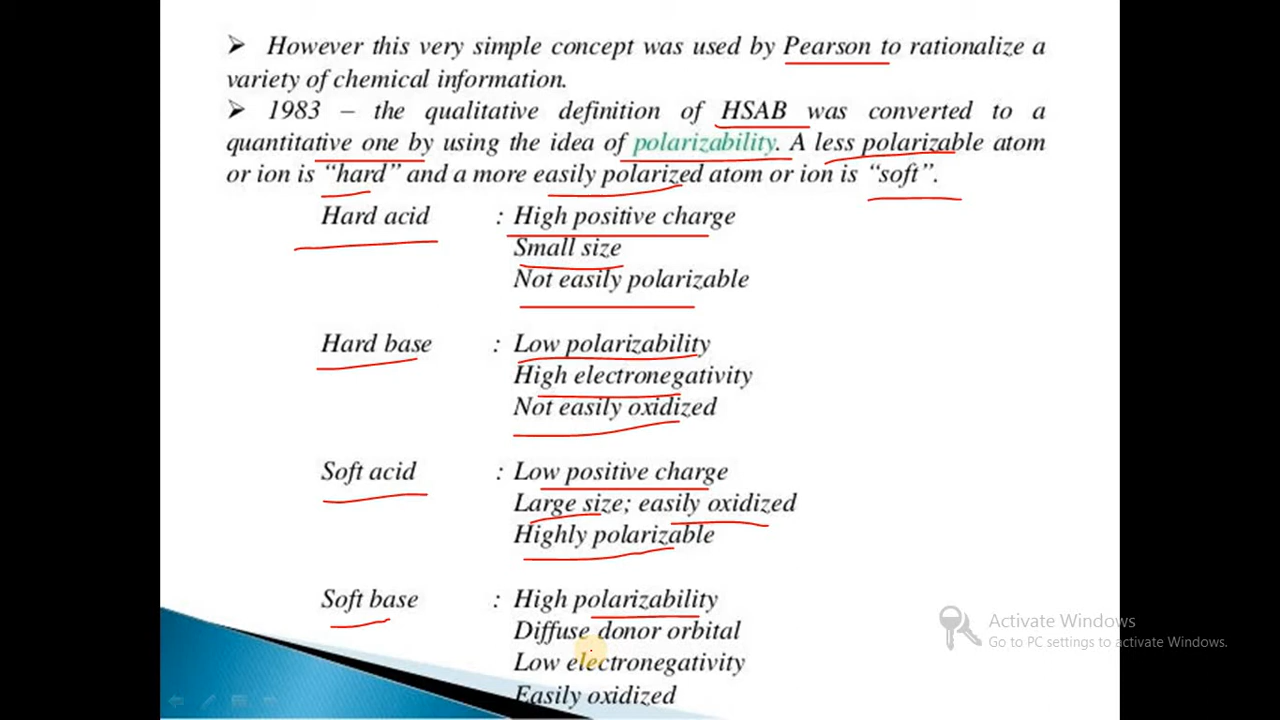 ➢ However this very simple concept was used by Pearson to rationalize a
variety of chemical information.
➢ 1983 – the qualitative definition of HSAB was converted to a
quantitative one by using the idea of polarizability. A less polarizable atom
or ion is “hard” and a more easily polarized atom or ion is “soft”.
Hard acid : High positive charge
Small size
Not easily polarizable
Hard base : Low polarizability
High electronegativity
Not easily oxidized
Soft acid : Low positive charge
Large size; easily oxidized
Highly polarizable
Soft base : High polarizability
Diffuse donor orbital
Low electronegativity
Easily oxidized
Activate Windows
Go to PC settings to activate Windows.